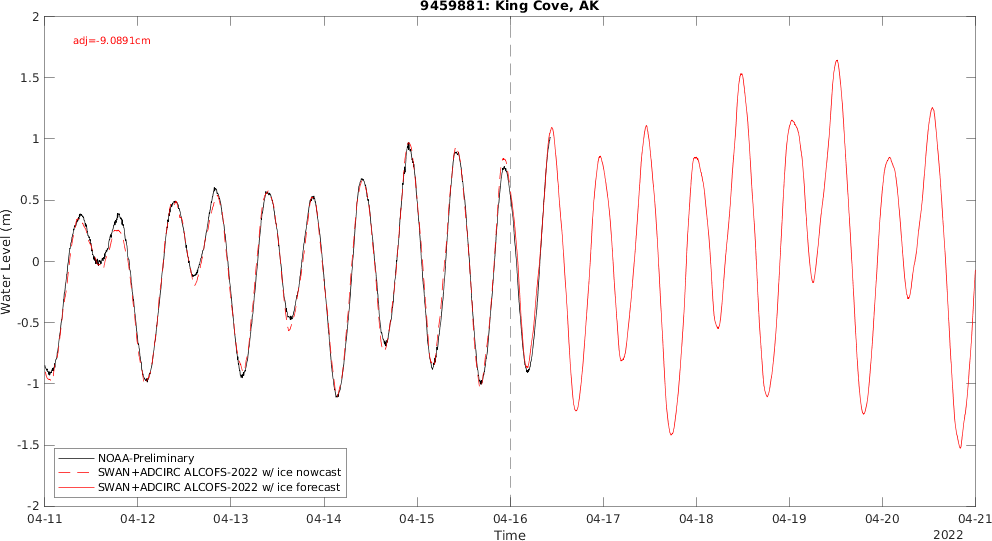 9459881: King Cove, AK
adj=-9.0891cm
2
1.5
1
0.5
0
-0.5
-1
-1.5
-2
Water Level (m)
NOAA-Preliminary
SWAN+ADCIRC ALCOFS-2022 w/ ice nowcast
SWAN+ADCIRC ALCOFS-2022 w/ ice forecast
04-11 04-12 04-13 04-14 04-15 04-16 04-17 04-18 04-19 04-20 04-21
Time
2022